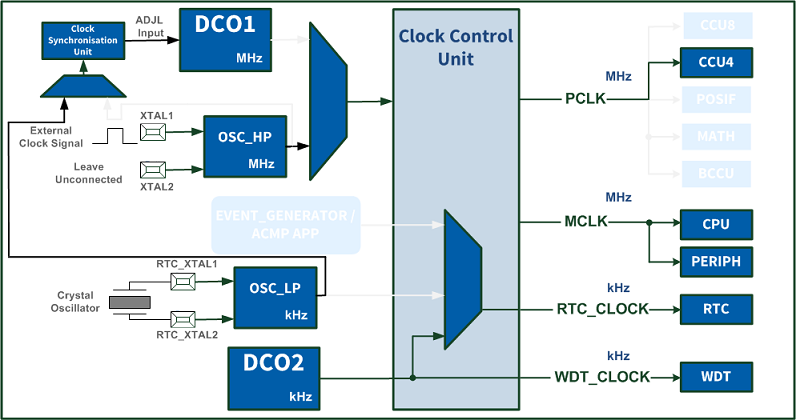 Clock
Synchronisation
Unit
ADJL
Input
DCO1
MHz
Clock Control
Unit
CCU8
MHz
CCU4
PCLK
POSIF
MATH
BCCU
External
Clock Signal
XTAL1
OSC_HP
MHz
Leave
Unconnected
XTAL2
EVENT_GENERATOR /
ACMP APP
MHz
MCLK
CPU
PERIPH
RTC_XTAL1
Crystal
Oscillator
OSC_LP
kHz
RTC_XTAL2
kHz
RTC_CLOCK
RTC
DCO2
kHz
kHz
WDT_CLOCK
WDT